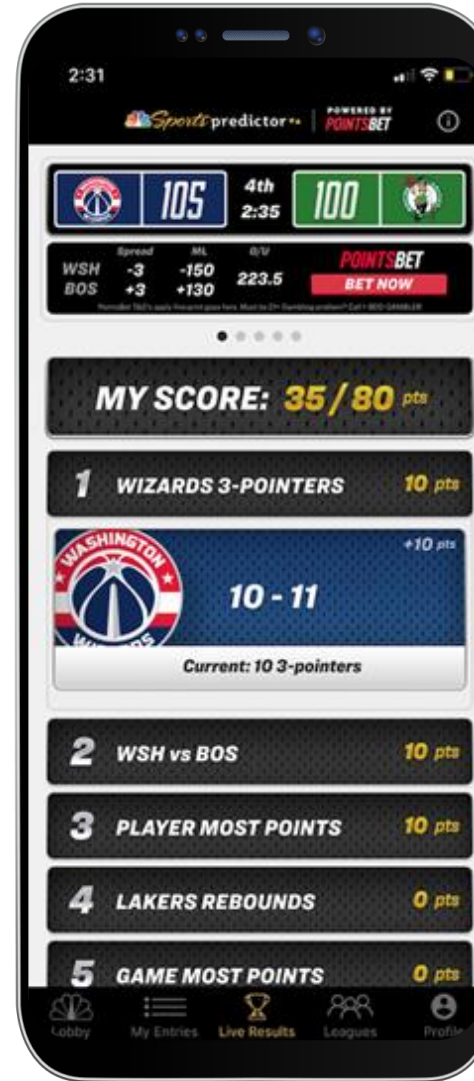 2:31
Sports predictor
POWERED BY
POINTSBET
105
4th
2:35
100
Spread ML O/U
WSH -3 -150
BOS +3 +130
223.5
POINTSBET
BET NOW
MY SCORE: 35/80 pts
1 WIZARDS 3-POINTERS 10 pts
WASHINGTON
WIZARDS
+10 pts
10 - 11
Current: 10 3-pointers
2 WSH vs BOS 10 pts
3 PLAYER MOST POINTS 10 pts
4 LAKERS REBOUNDS 0 pts
5 GAME MOST POINTS 0 pts
Lobby My Entries Live Results Leagues Profile